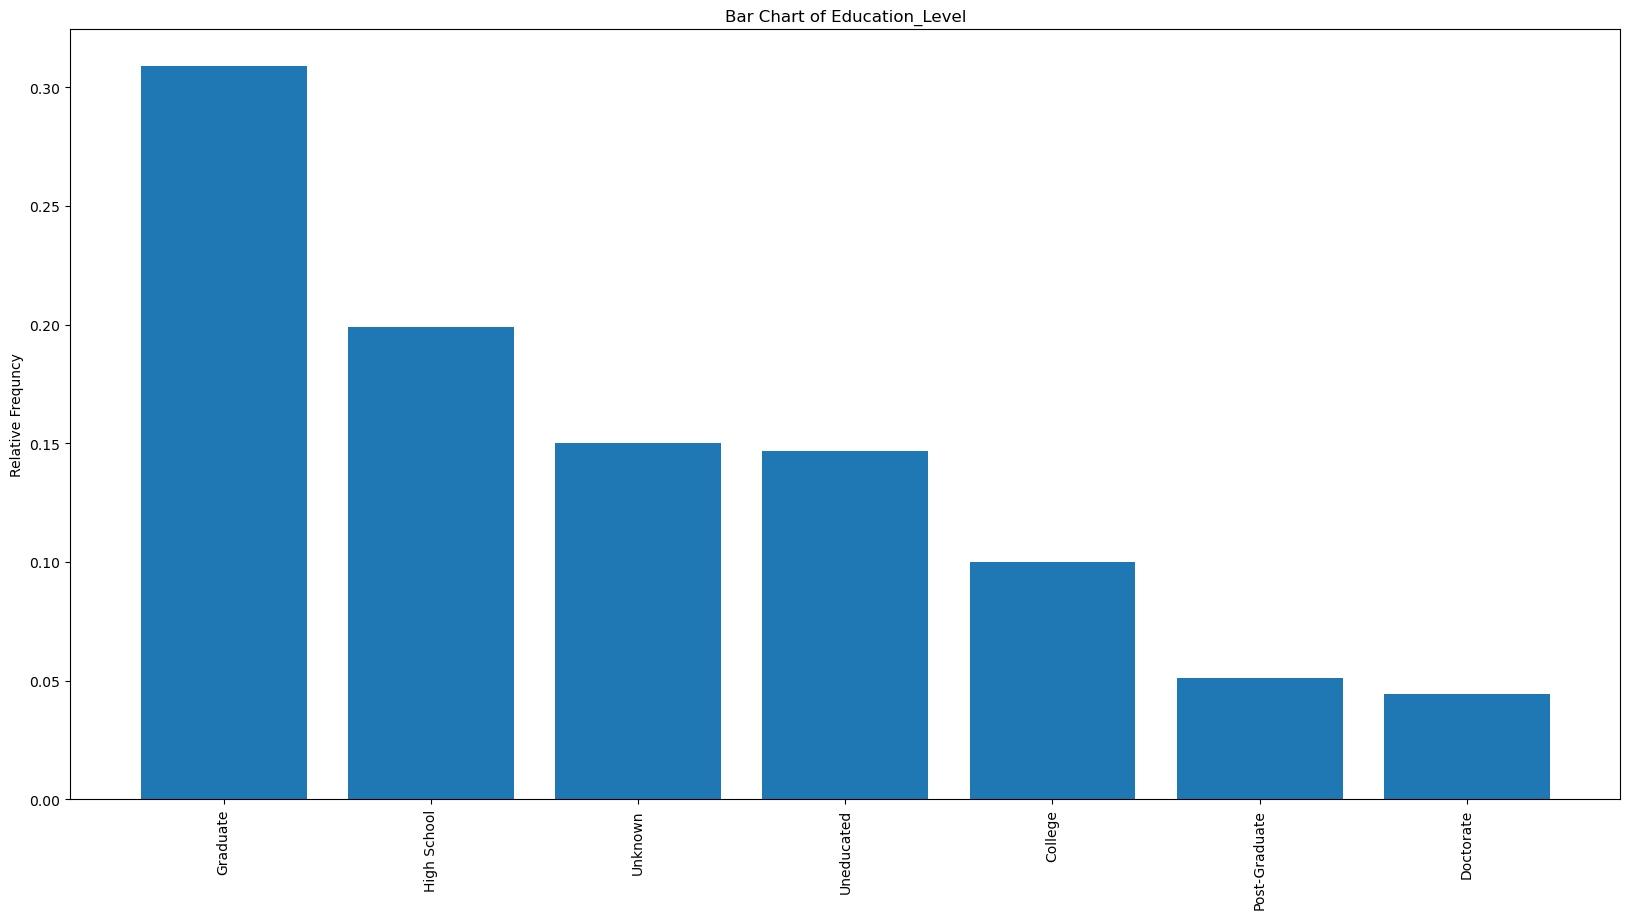 Bar Chart of Education_Level
Relative Frequncy
0.30
0.25
0.20
0.15
0.10
0.05
0.00
Graduate
High School
Unknown
Uneducated
College
Post-Graduate
Doctorate